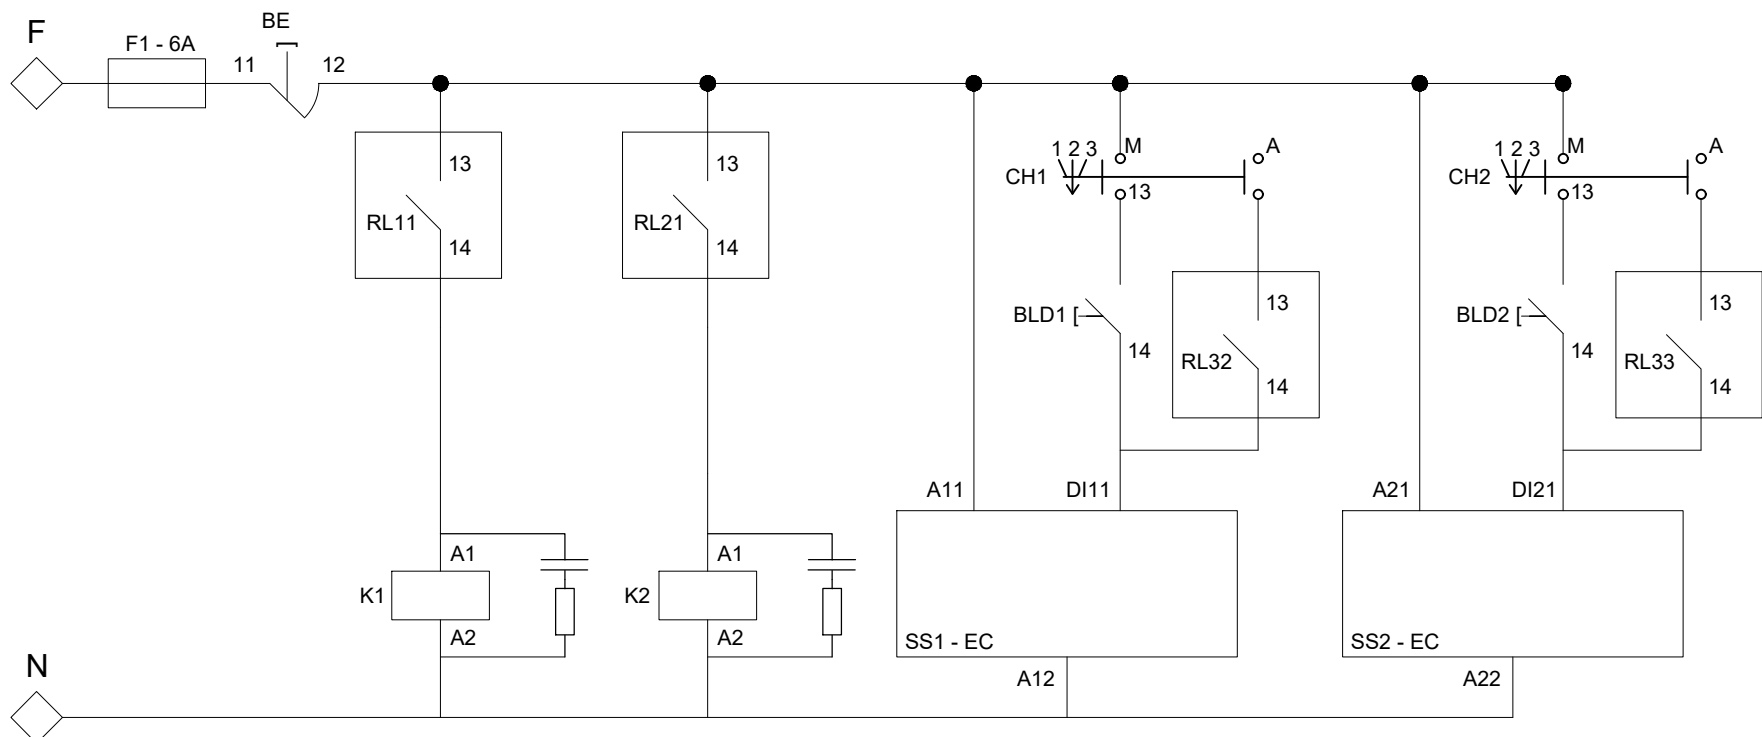 F
F1 - 6A
BE
11
12
13
RL11
14
13
RL21
14
1 2 3
M
A
CH1
13
BLD1
14
13
RL32
14
1 2 3
M
A
CH2
13
BLD2
14
13
RL33
14
A11
DI11
A21
DI21
A1
K1
A2
A1
K2
A2
SS1 - EC
A12
SS2 - EC
A22
N